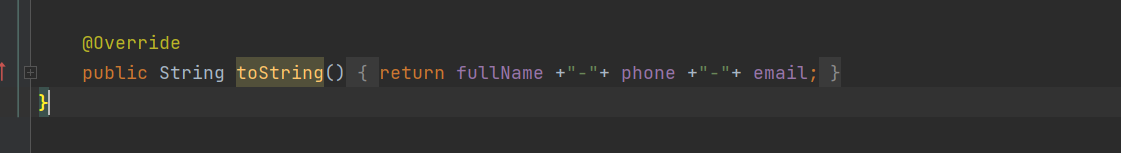 @Override
public String toString() { return fullName +"-"+ phone +"-"+ email; }
}